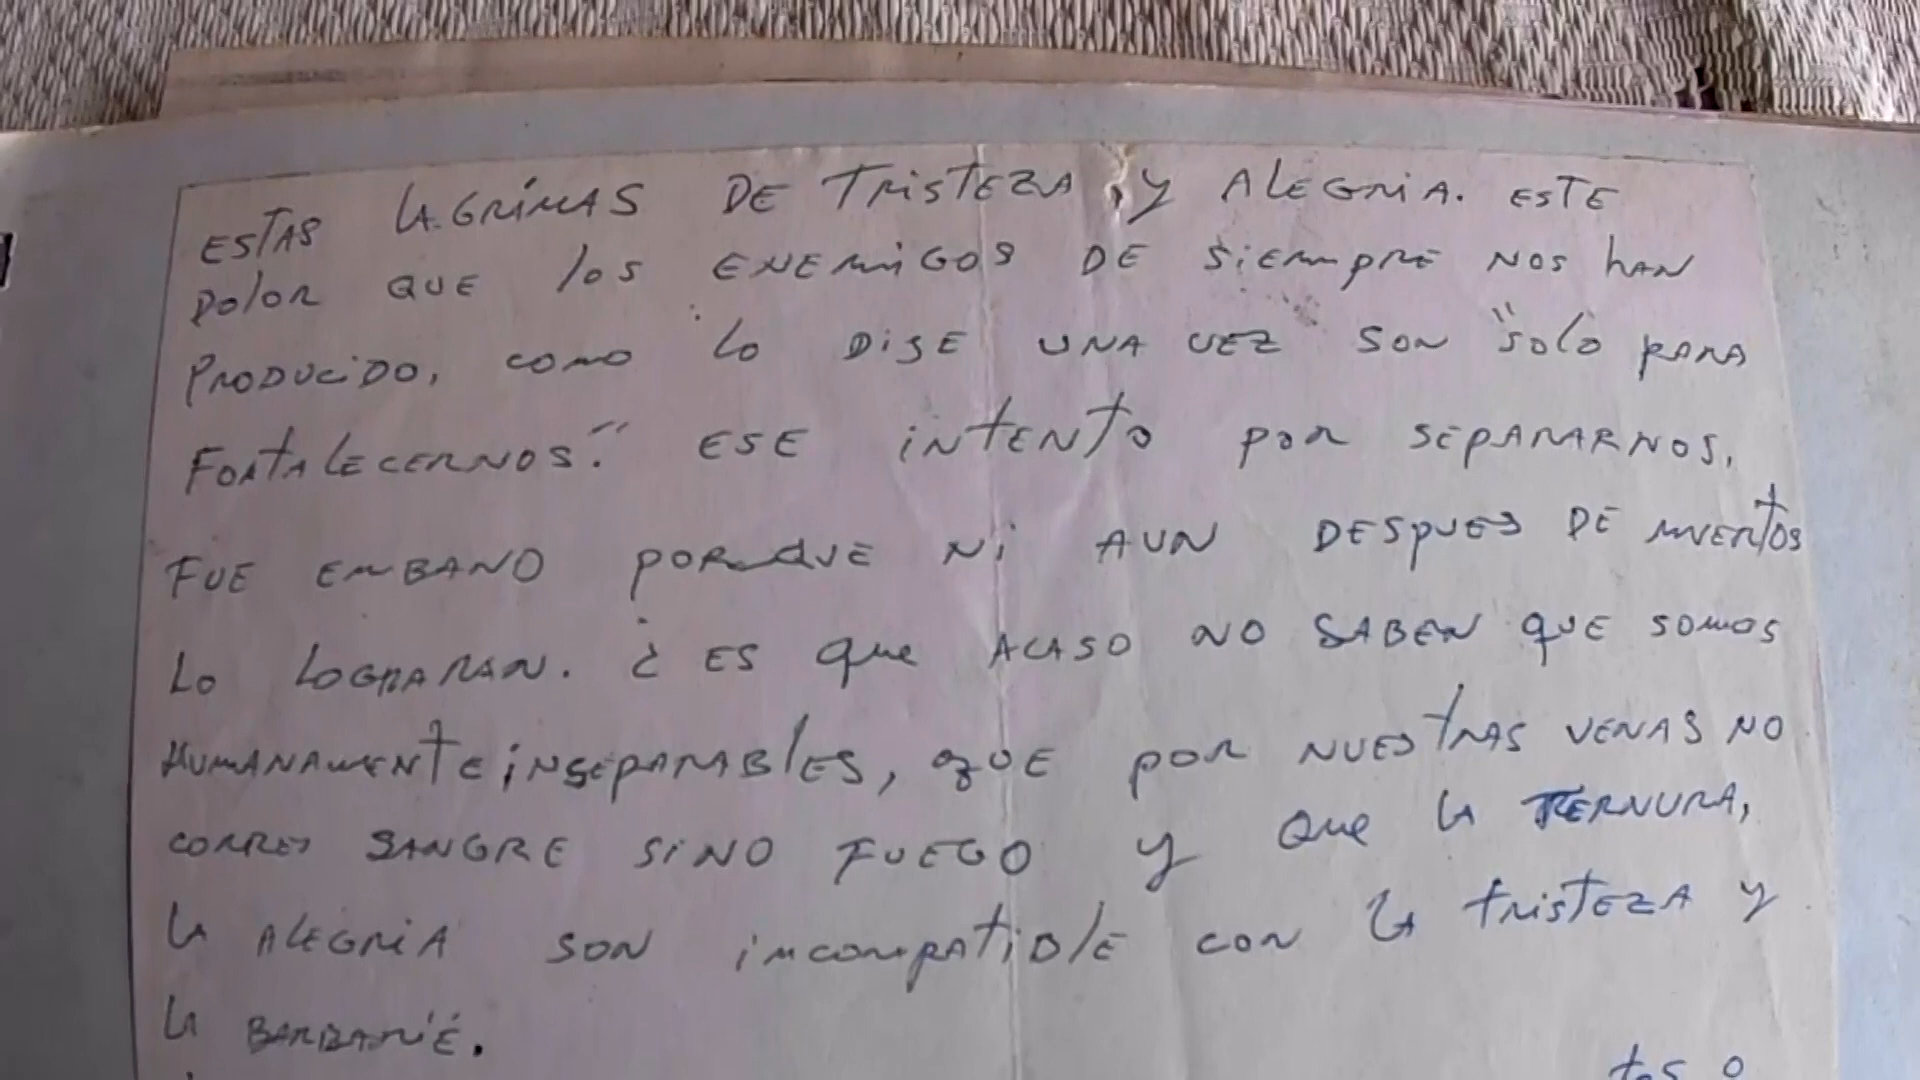 ESTAS LAGRÍMAS DE TRISTEZA, Y ALEGRIA. ESTE
DOLOR QUE LOS ENEMIGOS DE SIEMPRE NOS HAN
PRODUCIDO, COMO LO DIJE UNA VEZ SON "SOLO PARA
FORTALECERNOS." ESE INTENTO POR SEPARARNOS,
FUE EMBANO PORQUE NI AUN DESPUES DE MUERTOS
LO LOGRARAN. ¿ ES QUE ACASO NO SABEN QUE SOMOS
HUMANAMENTE INSEPARABLES, QUE POR NUESTRAS VENAS NO
CORRE SANGRE SINO FUEGO Y QUE LA TERNURA,
LA ALEGRIA SON INCOMPATIBLE CON LA TRISTEZA Y
LA BARBARIÉ.